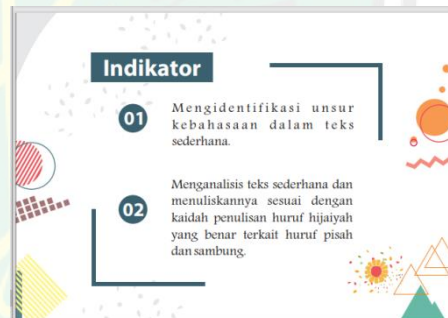 Indikator
01
Mengidentifikasi unsur
kebahasaan dalam teks
sederhana.
02
Menganalisis teks sederhana dan
menuliskannya sesuai dengan
kaidah penulisan huruf hijaiyah
yang benar terkait huruf pisah
dan sambung.